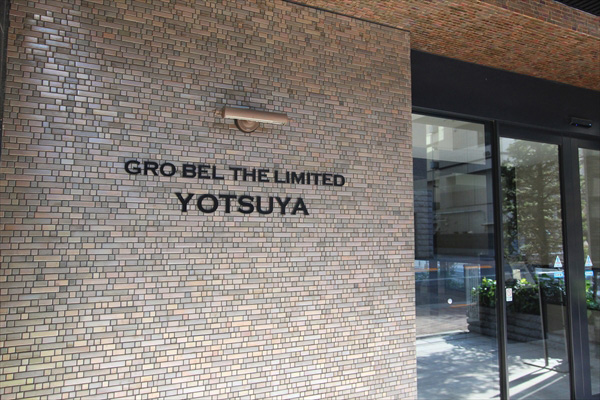 GRO BEL THE LIMITED
YOTSUYA